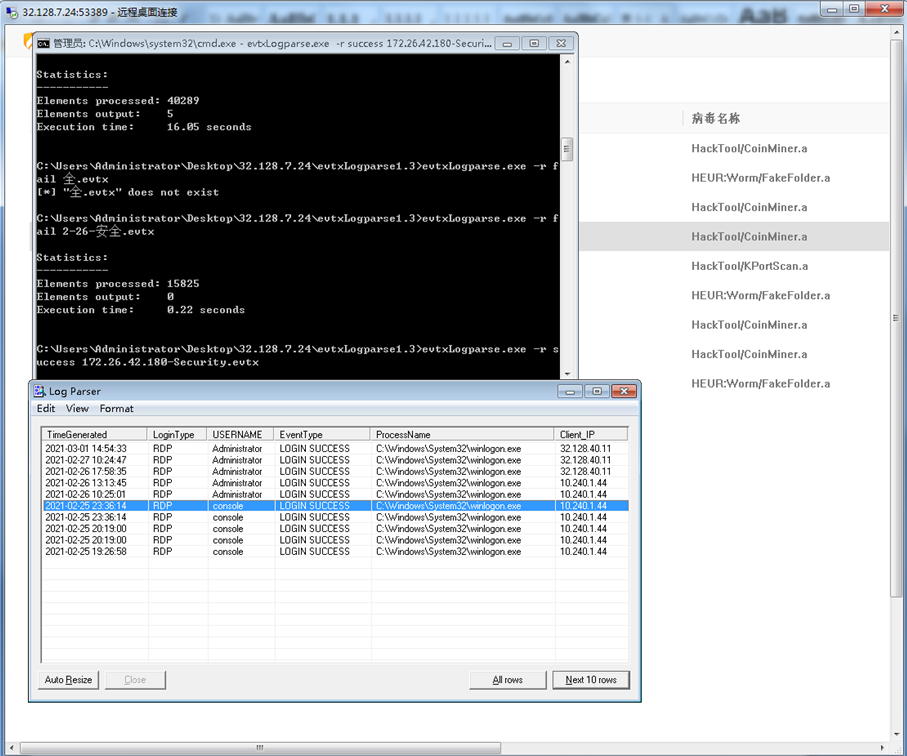 32.128.7.24:53389 - 远程桌面连接
管理员: C:\Windows\system32\cmd.exe - evtxLogparse.exe -r success 172.26.42.180-Securi...
Statistics:
-----------
Elements processed: 40289
Elements output: 5
Execution time: 16.05 seconds
C:\Users\Administrator\Desktop\32.128.7.24\evtxLogparse1.3>evtxLogparse.exe -r f
ail 全.evtx
[*] "全.evtx" does not exist
C:\Users\Administrator\Desktop\32.128.7.24\evtxLogparse1.3>evtxLogparse.exe -r f
ail 2-26-安全.evtx
Statistics:
-----------
Elements processed: 15825
Elements output: 0
Execution time: 0.22 seconds
C:\Users\Administrator\Desktop\32.128.7.24\evtxLogparse1.3>evtxLogparse.exe -r s
uccess 172.26.42.180-Security.evtx
病毒名称
HackTool/CoinMiner.a
HEUR:Worm/FakeFolder.a
HackTool/CoinMiner.a
HackTool/CoinMiner.a
HackTool/KPortScan.a
HEUR:Worm/FakeFolder.a
HackTool/CoinMiner.a
HackTool/CoinMiner.a
HEUR:Worm/FakeFolder.a
Log Parser
Edit View Format
TimeGenerated LoginType USERNAME EventType ProcessName Client_IP
2021-03-01 14:54:33 RDP Administrator LOGIN SUCCESS C:\Windows\System32\winlogon.exe 32.128.40.11
2021-02-27 10:24:47 RDP Administrator LOGIN SUCCESS C:\Windows\System32\winlogon.exe 32.128.40.11
2021-02-26 17:58:35 RDP Administrator LOGIN SUCCESS C:\Windows\System32\winlogon.exe 32.128.40.11
2021-02-26 13:13:45 RDP Administrator LOGIN SUCCESS C:\Windows\System32\winlogon.exe 10.240.1.44
2021-02-26 10:25:01 RDP Administrator LOGIN SUCCESS C:\Windows\System32\winlogon.exe 10.240.1.44
2021-02-25 23:36:14 RDP console LOGIN SUCCESS C:\Windows\System32\winlogon.exe 10.240.1.44
2021-02-25 23:36:14 RDP console LOGIN SUCCESS C:\Windows\System32\winlogon.exe 10.240.1.44
2021-02-25 20:19:00 RDP console LOGIN SUCCESS C:\Windows\System32\winlogon.exe 10.240.1.44
2021-02-25 20:19:00 RDP console LOGIN SUCCESS C:\Windows\System32\winlogon.exe 10.240.1.44
2021-02-25 19:26:58 RDP console LOGIN SUCCESS C:\Windows\System32\winlogon.exe 10.240.1.44
Auto Resize Close All rows Next 10 rows